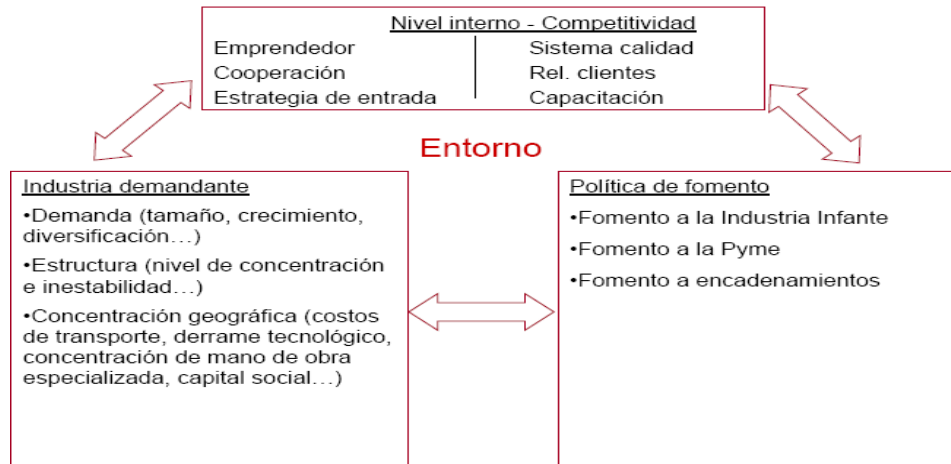 Nivel interno - Competitividad
Emprendedor
Cooperación
Estrategia de entrada
Sistema calidad
Rel. clientes
Capacitación
Entorno
Industria demandante
•Demanda (tamaño, crecimiento,
diversificación…)
•Estructura (nivel de concentración
e inestabilidad…)
•Concentración geográfica (costos
de transporte, derrame tecnológico,
concentración de mano de obra
especializada, capital social…)
Política de fomento
•Fomento a la Industria Infante
•Fomento a la Pyme
•Fomento a encadenamientos